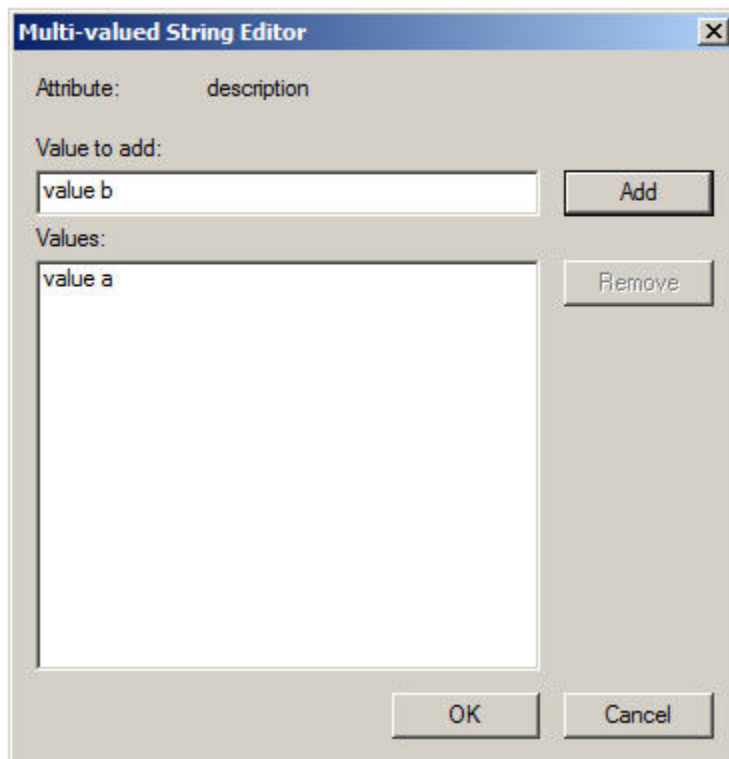 Multi-valued String Editor
Attribute: description
Value to add:
value b
Add
Values:
value a
Remove
OK Cancel